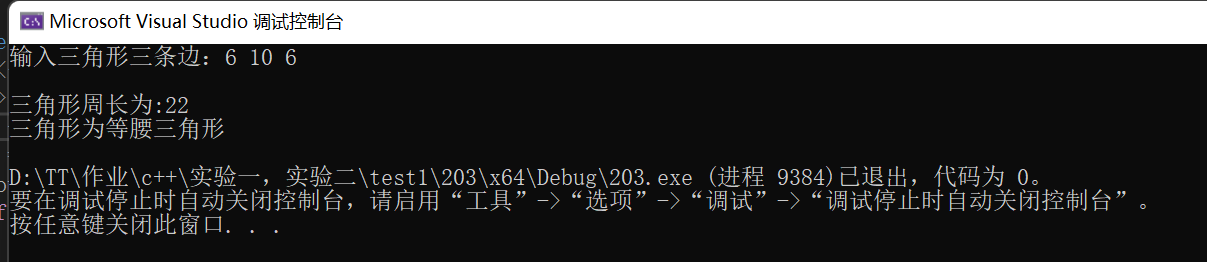 C:\ Microsoft Visual Studio 调试控制台
输入三角形三条边：6 10 6
三角形周长为:22
三角形为等腰三角形
D:\TT\作业\c++\实验一，实验二\test1\203\x64\Debug\203.exe (进程 9384)已退出，代码为 0。
要在调试停止时自动关闭控制台，请启用“工具”->“选项”->“调试”->“调试停止时自动关闭控制台”。
按任意键关闭此窗口. . .